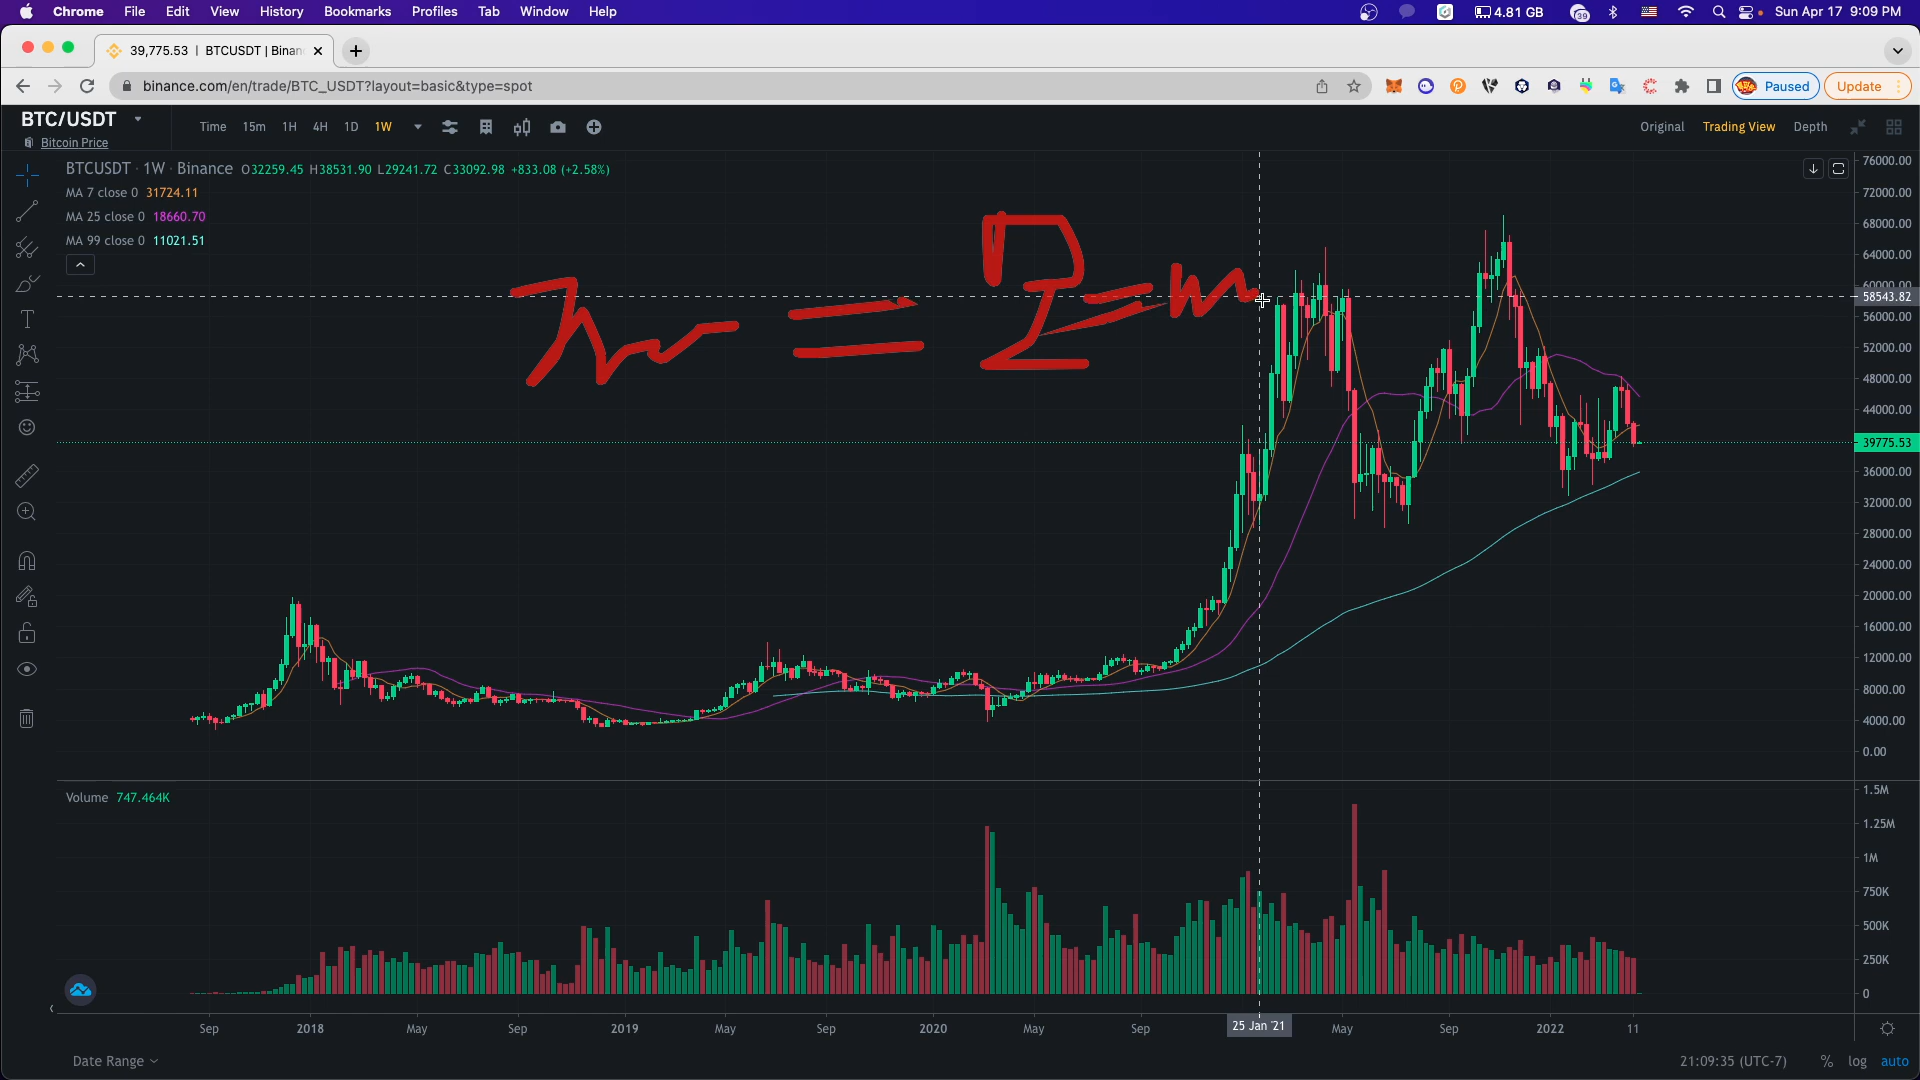 Chrome File Edit View History Bookmarks Profiles Tab Window Help 4.81 GB 39 Sun Apr 17 9:09 PM
39,775.53 | BTCUSDT | Binan
binance.com/en/trade/BTC_USDT?layout=basic&type=spot Paused Update
BTC/USDT Time 15m 1H 4H 1D 1W Original Trading View Depth
Bitcoin Price
BTCUSDT · 1W · Binance O32259.45 H38531.90 L29241.72 C33092.98 +833.08 (+2.58%)
MA 7 close 0 31724.11
MA 25 close 0 18660.70
MA 99 close 0 11021.51
76000.00
72000.00
68000.00
64000.00
60000.00
58543.82
56000.00
52000.00
48000.00
44000.00
39775.53
36000.00
32000.00
28000.00
24000.00
20000.00
16000.00
12000.00
8000.00
4000.00
0.00
Volume 747.464K
1.5M
1.25M
1M
750K
500K
250K
0
Sep 2018 May Sep 2019 May Sep 2020 May Sep 25 Jan '21 May Sep 2022 11
Date Range 21:09:35 (UTC-7) % log auto